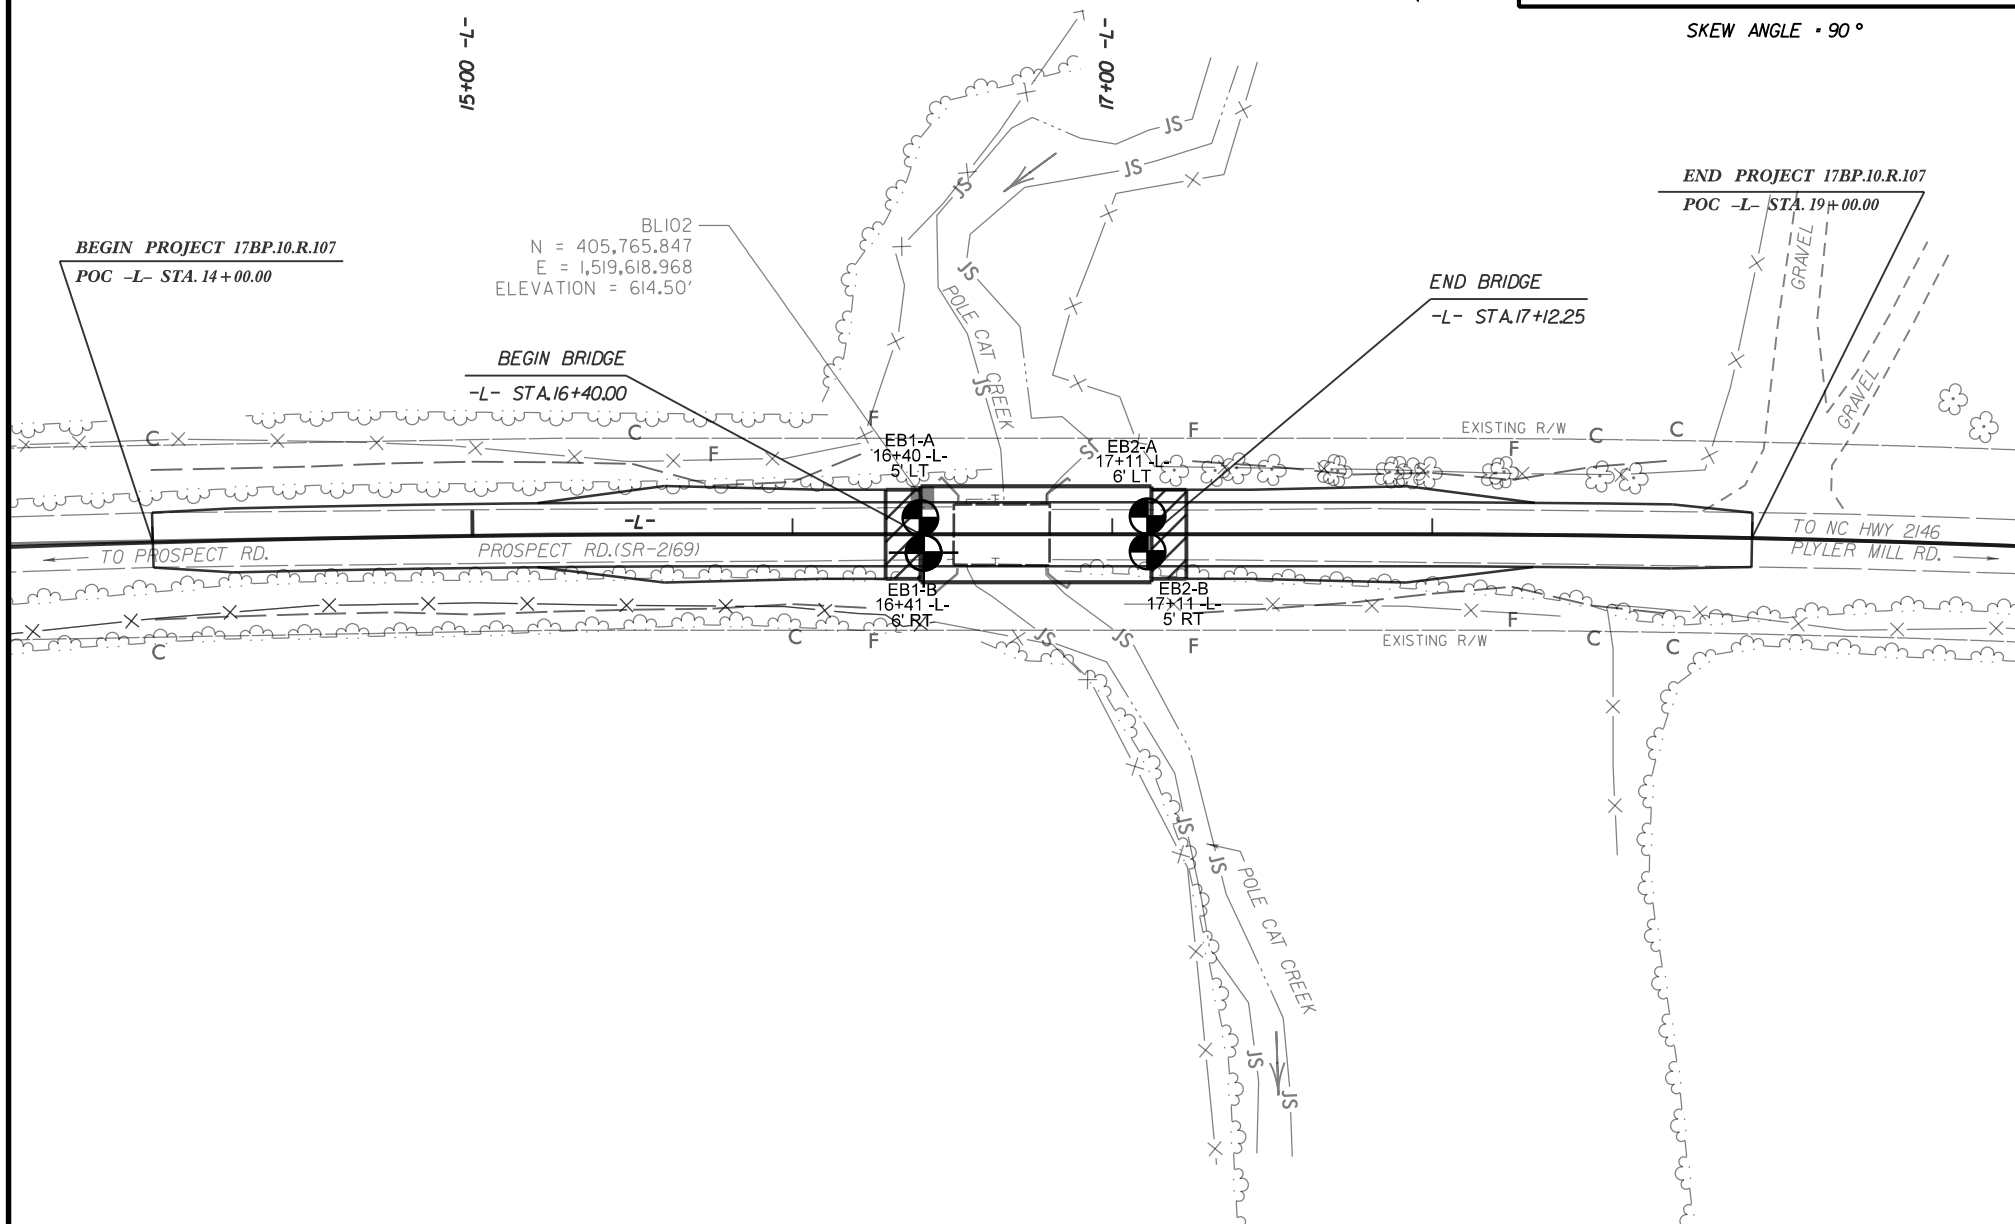 SKEW ANGLE = 90°
15+00 -L-
17+00 -L-
END PROJECT 17BP.10.R.107
POC -L- STA. 19+00.00
BL102
N = 405,765.847
E = 1,519,618.968
ELEVATION = 614.50'
BEGIN PROJECT 17BP.10.R.107
POC -L- STA. 14+00.00
END BRIDGE
-L- STA.17+12.25
BEGIN BRIDGE
-L- STA.16+40.00
JS
JS
JS
JS
JS
JS
POLE CAT CREEK
GRAVEL
GRAVEL
C
C
F
F
F
EXISTING R/W
F
C
C
EB1-A
16+40 -L-
5' LT
EB2-A
17+11 -L-
6' LT
-L-
TO PROSPECT RD.
PROSPECT RD.(SR-2169)
TO NC HWY 2146
PLYLER MILL RD.
EB1-B
16+41 -L-
6' RT
EB2-B
17+11 -L-
5' RT
C
C
F
JS
JS
F
EXISTING R/W
F
C
C
JS
JS
POLE CAT CREEK
JS
JS